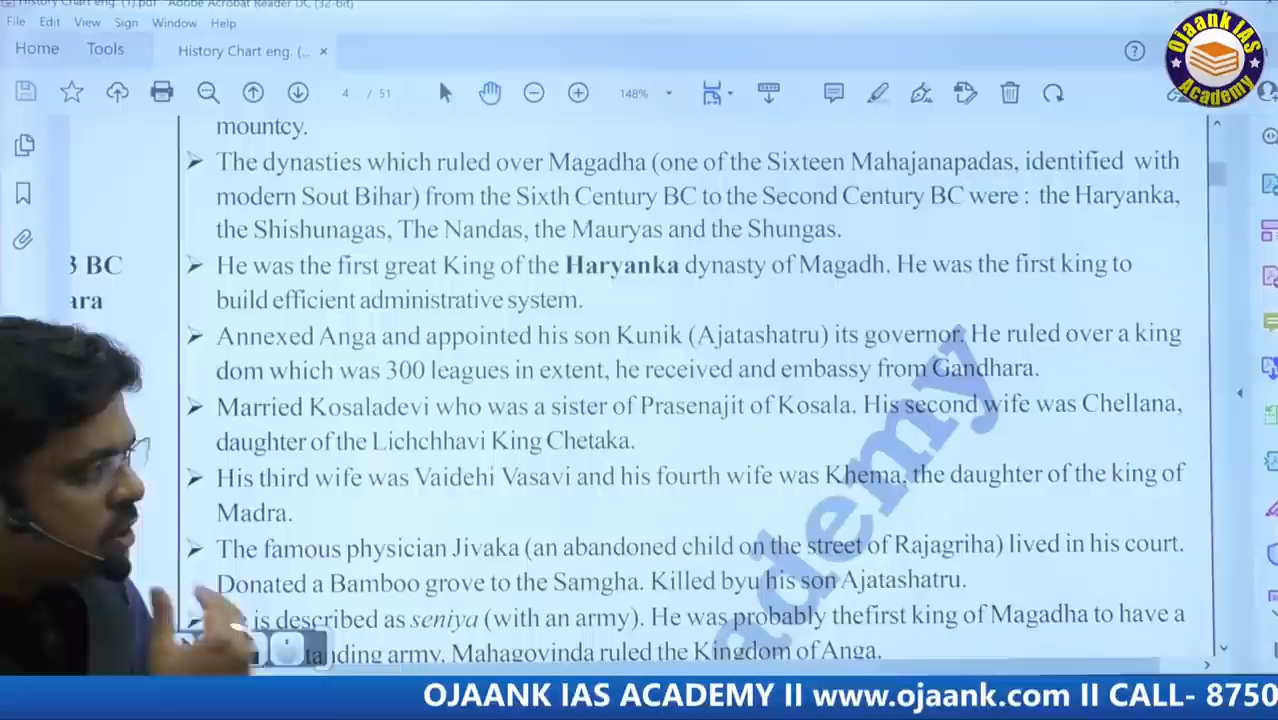 History Chart eng. (1).pdf - Adobe Acrobat Reader DC (32-bit)
File Edit View Sign Window Help
Home Tools History Chart eng. (... ×
4 / 51 148%
Ojaank IAS Academy
mountcy.
The dynasties which ruled over Magadha (one of the Sixteen Mahajanapadas, identified with
modern Sout Bihar) from the Sixth Century BC to the Second Century BC were : the Haryanka,
the Shishunagas, The Nandas, the Mauryas and the Shungas.
3 BC
ara
He was the first great King of the Haryanka dynasty of Magadh. He was the first king to
build efficient administrative system.
Annexed Anga and appointed his son Kunik (Ajatashatru) its governor. He ruled over a king
dom which was 300 leagues in extent, he received and embassy from Gandhara.
Married Kosaladevi who was a sister of Prasenajit of Kosala. His second wife was Chellana,
daughter of the Lichchhavi King Chetaka.
His third wife was Vaidehi Vasavi and his fourth wife was Khema, the daughter of the king of
Madra.
The famous physician Jivaka (an abandoned child on the street of Rajagriha) lived in his court.
Donated a Bamboo grove to the Samgha. Killed byu his son Ajatashatru.
is described as seniya (with an army). He was probably thefirst king of Magadha to have a
tanding army. Mahagovinda ruled the Kingdom of Anga.
ademy
OJAANK IAS ACADEMY II www.ojaank.com II CALL- 8750